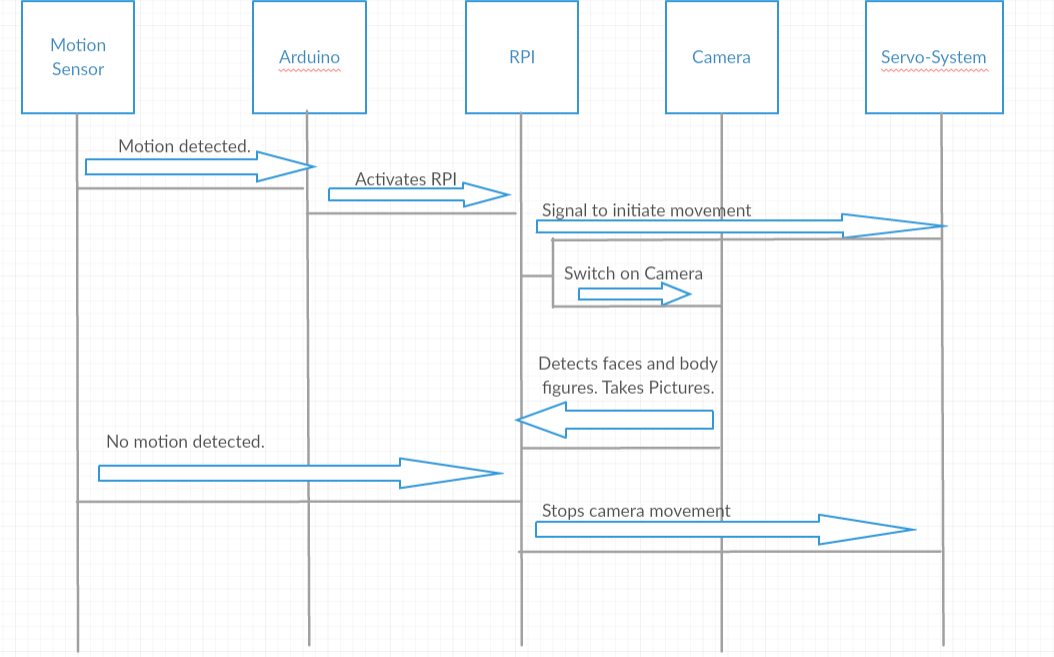 Motion
Sensor
Arduino
RPI
Camera
Servo-System
Motion detected.
Activates RPI
Signal to initiate movement
Switch on Camera
Detects faces and body
figures. Takes Pictures.
No motion detected.
Stops camera movement